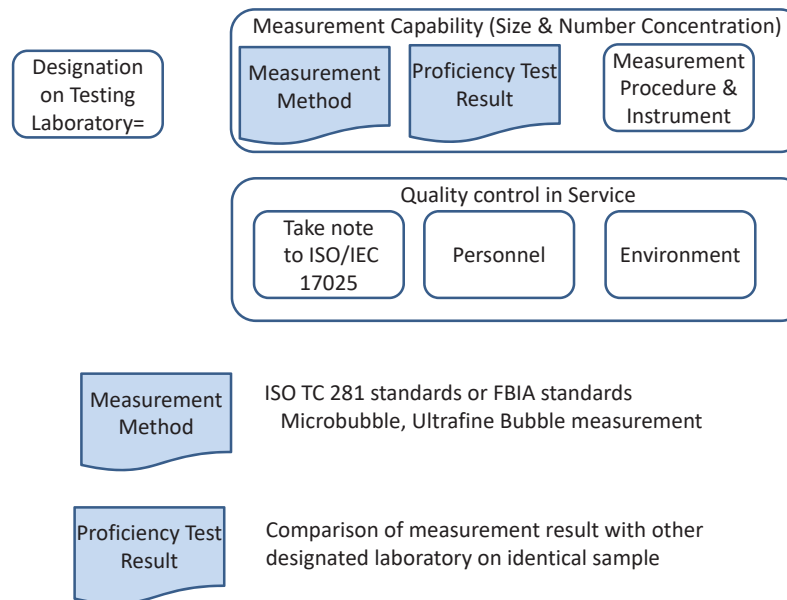 Measurement Capability (Size & Number Concentration)
Designation
on Testing
Laboratory=
Measurement
Method
Proficiency Test
Result
Measurement
Procedure &
Instrument
Quality control in Service
Take note
to ISO/IEC
17025
Personnel
Environment
Measurement
Method
ISO TC 281 standards or FBIA standards
Microbubble, Ultrafine Bubble measurement
Proficiency Test
Result
Comparison of measurement result with other
designated laboratory on identical sample